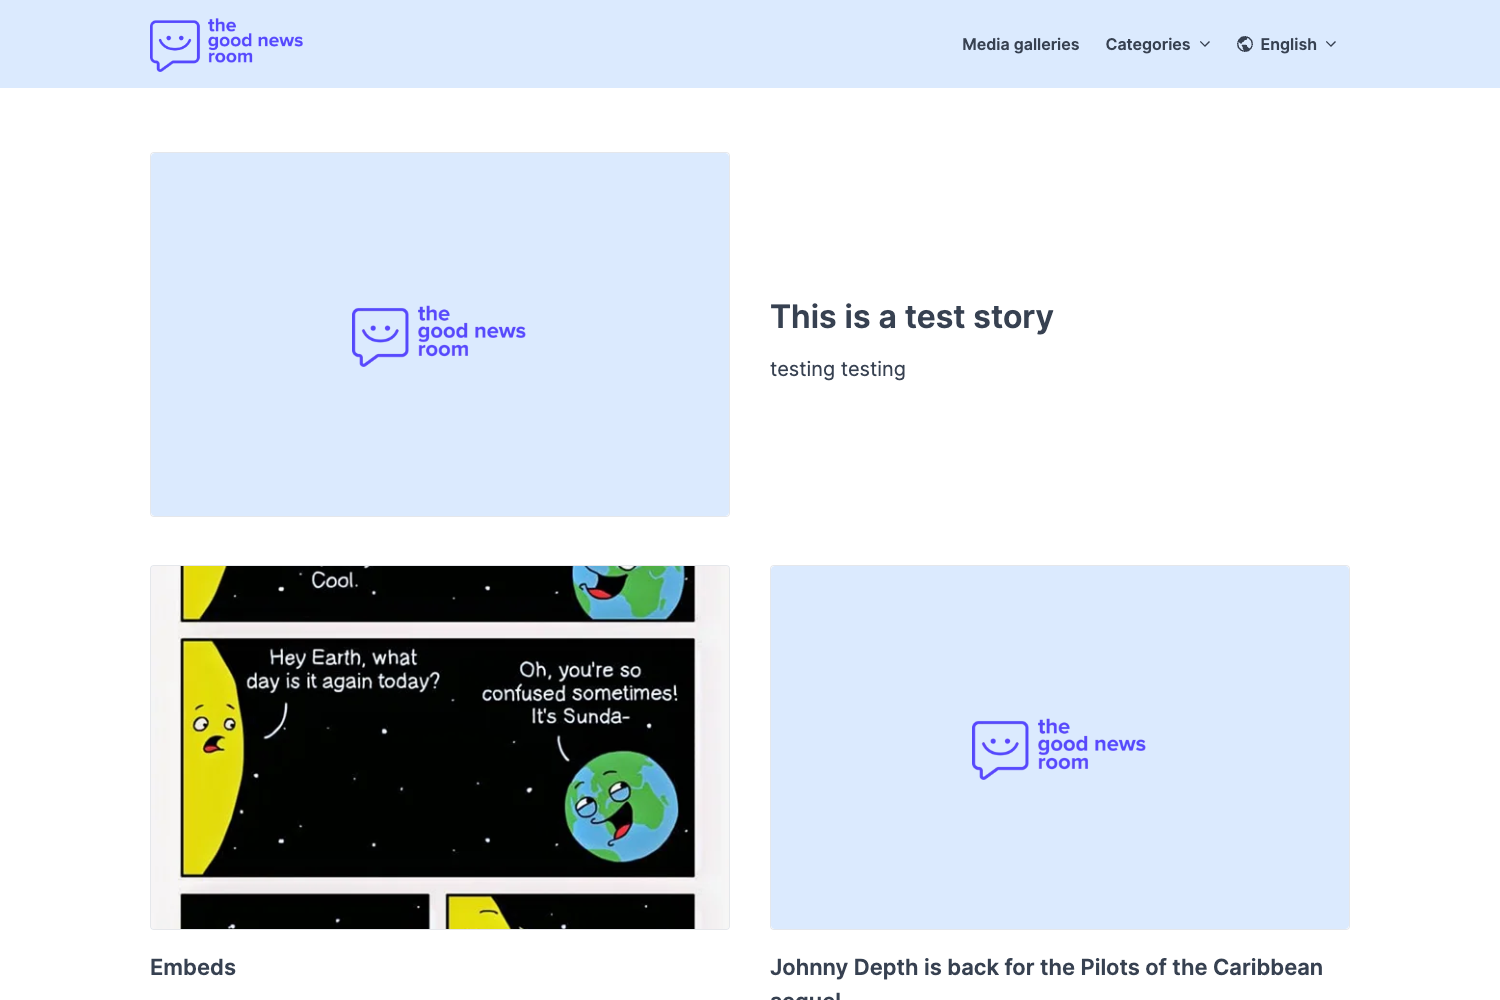 the
good news
room
Media galleries
Categories
English
the
good news
room
This is a test story
testing testing
Cool.
Hey Earth, what
day is it again today?
Oh, you're so
confused sometimes!
It's Sunda-
the
good news
room
Embeds
Johnny Depth is back for the Pilots of the Caribbean
sequel